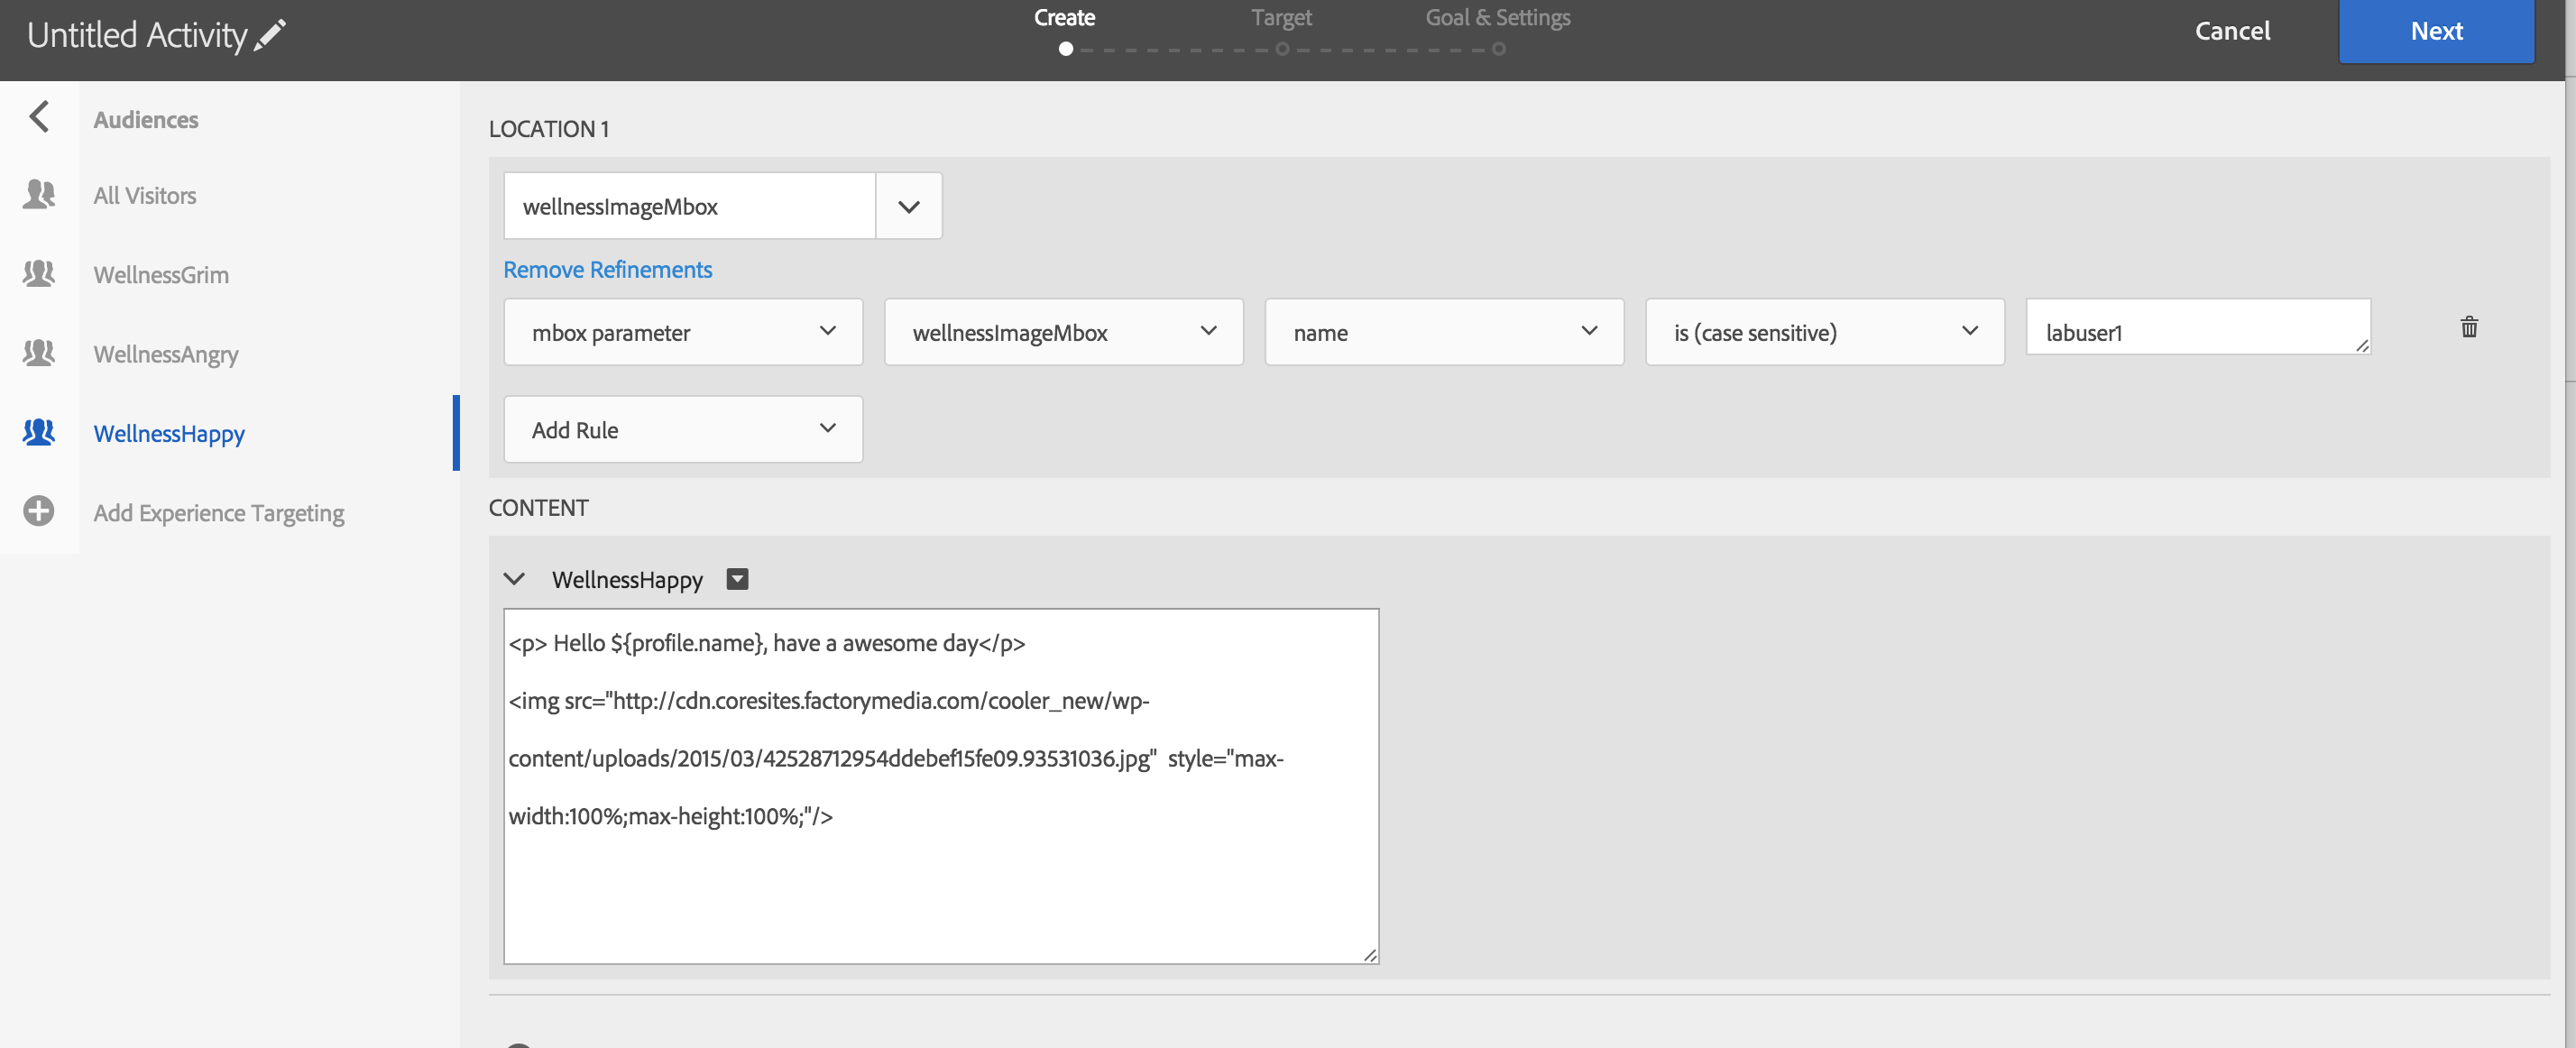 Untitled Activity
Create
Target
Goal & Settings
Cancel
Next
Audiences
All Visitors
WellnessGrim
WellnessAngry
WellnessHappy
Add Experience Targeting
LOCATION 1
wellnessImageMbox
Remove Refinements
mbox parameter
wellnessImageMbox
name
is (case sensitive)
labuser1
Add Rule
CONTENT
WellnessHappy
<p> Hello ${profile.name}, have a awesome day</p>
<img src="http://cdn.coresites.factorymedia.com/cooler_new/wp-
content/uploads/2015/03/42528712954ddebef15fe09.93531036.jpg"  style="max-
width:100%;max-height:100%;"/>